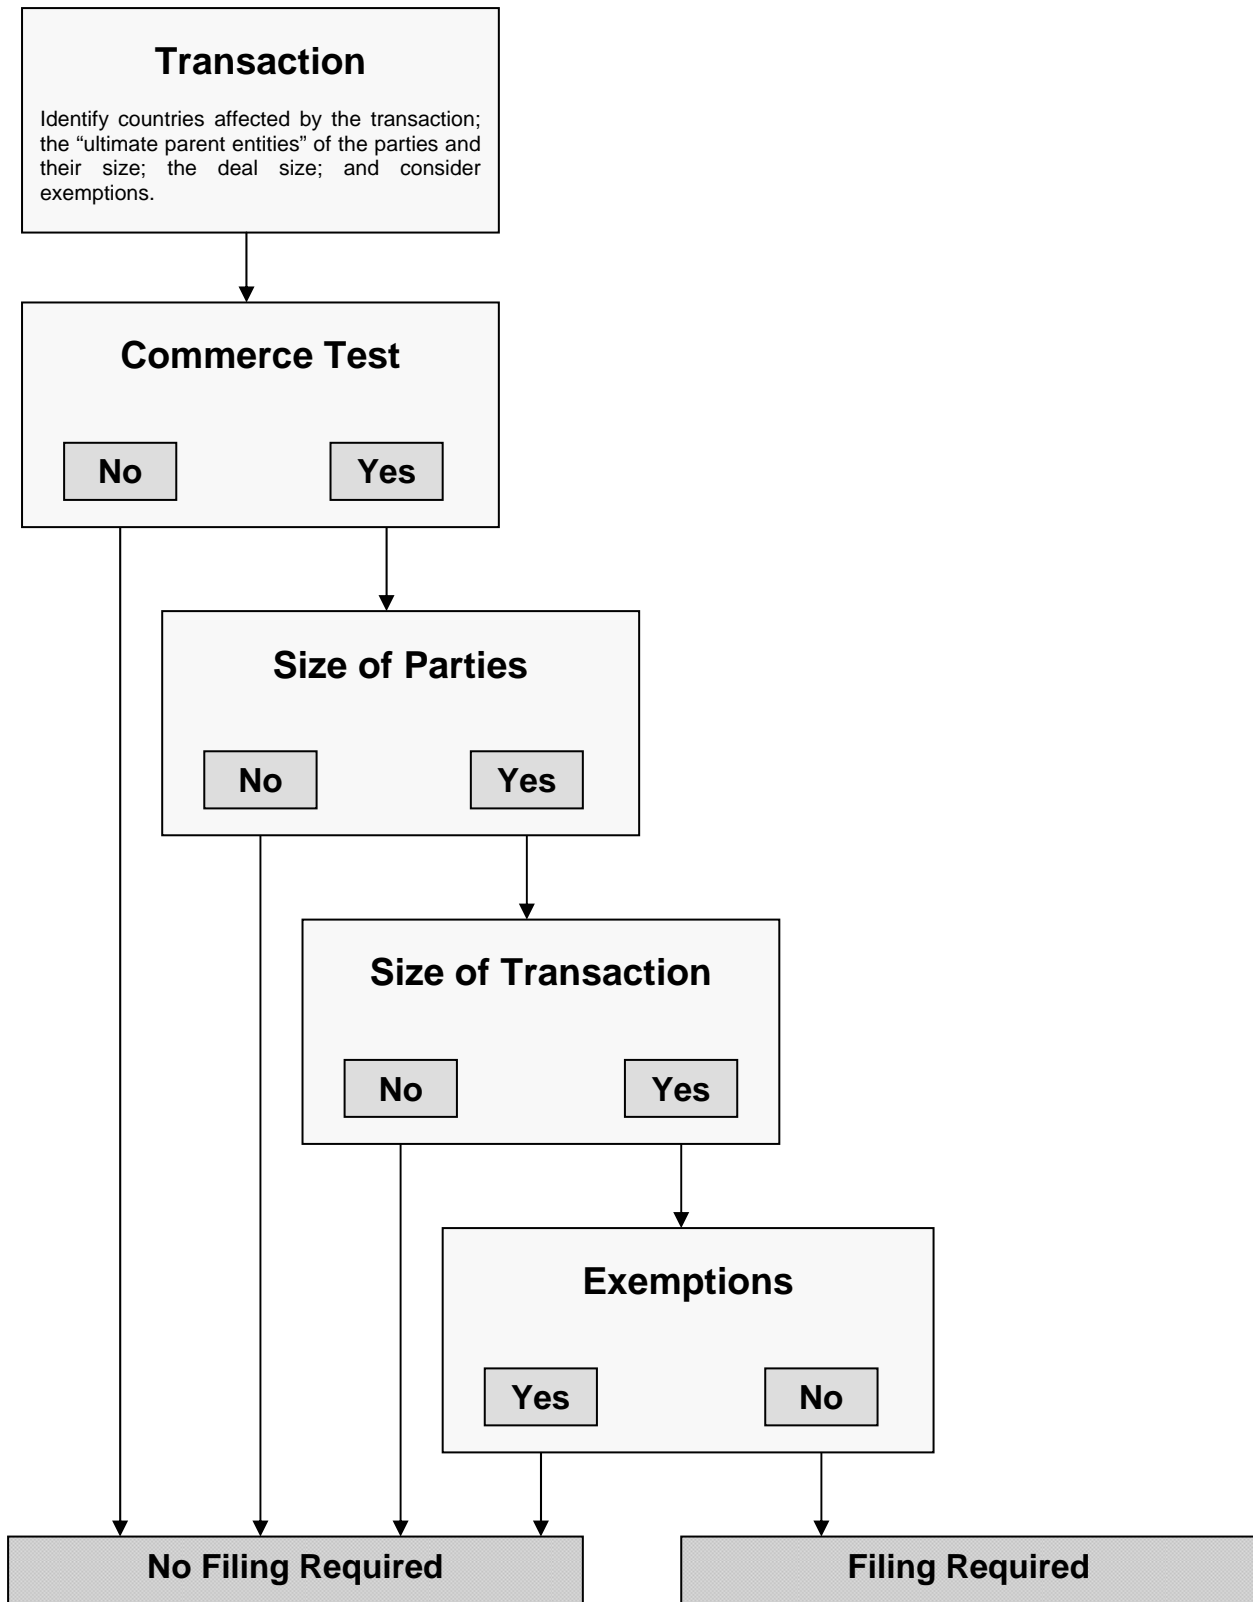 Transaction
Identify countries affected by the transaction;
the “ultimate parent entities” of the parties and
their size; the deal size; and consider
exemptions.
Commerce Test
No
Yes
Size of Parties
No
Yes
Size of Transaction
No
Yes
Exemptions
Yes
No
No Filing Required
Filing Required